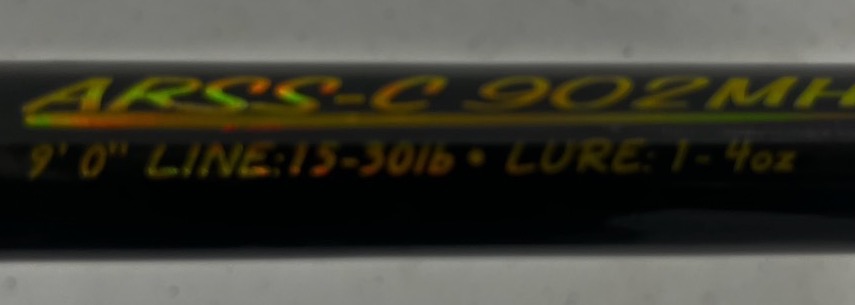 ARSS-C 902MH
9' 0" LINE:15-30lb • LURE: 1-4oz